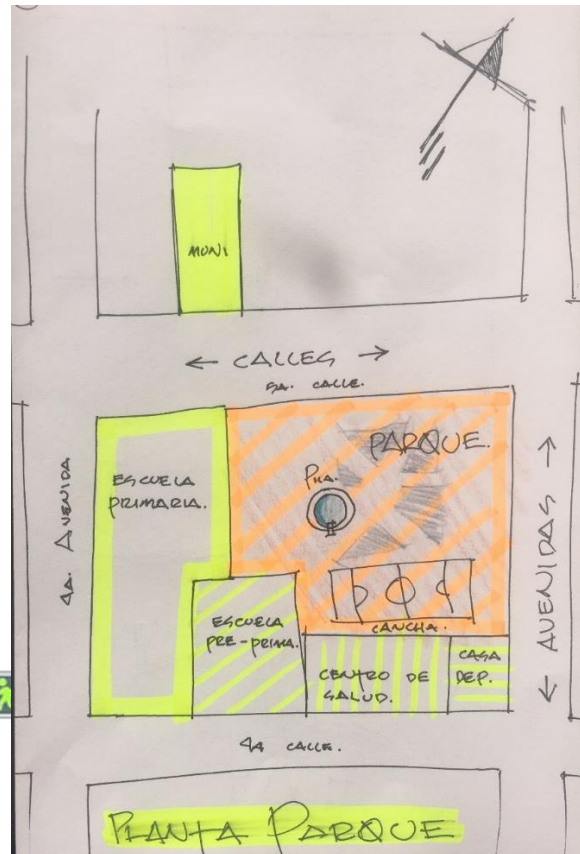 MUNI
← CALLES →
5A. CALLE.
PARQUE.
PILA.
ESCUELA
PRIMARIA.
4A. AVENIDA
← AVENIDAS →
ESCUELA
PRE-PRIMA.
CANCHA.
CENTRO DE
SALUD.
CASA
DEP.
4A CALLE.
PLANTA PARQUE